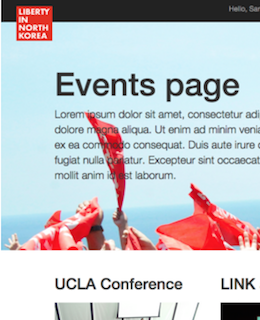 LIBERTY
IN
NORTH
KOREA
Hello, Sar
Events page
Lorem ipsum dolor sit amet, consectetur adi
dolore magna aliqua. Ut enim ad minim venia
ex ea commodo consequat. Duis aute irure d
fugiat nulla pariatur. Excepteur sint occaecat
mollit anim id est laborum.
UCLA Conference
LINK